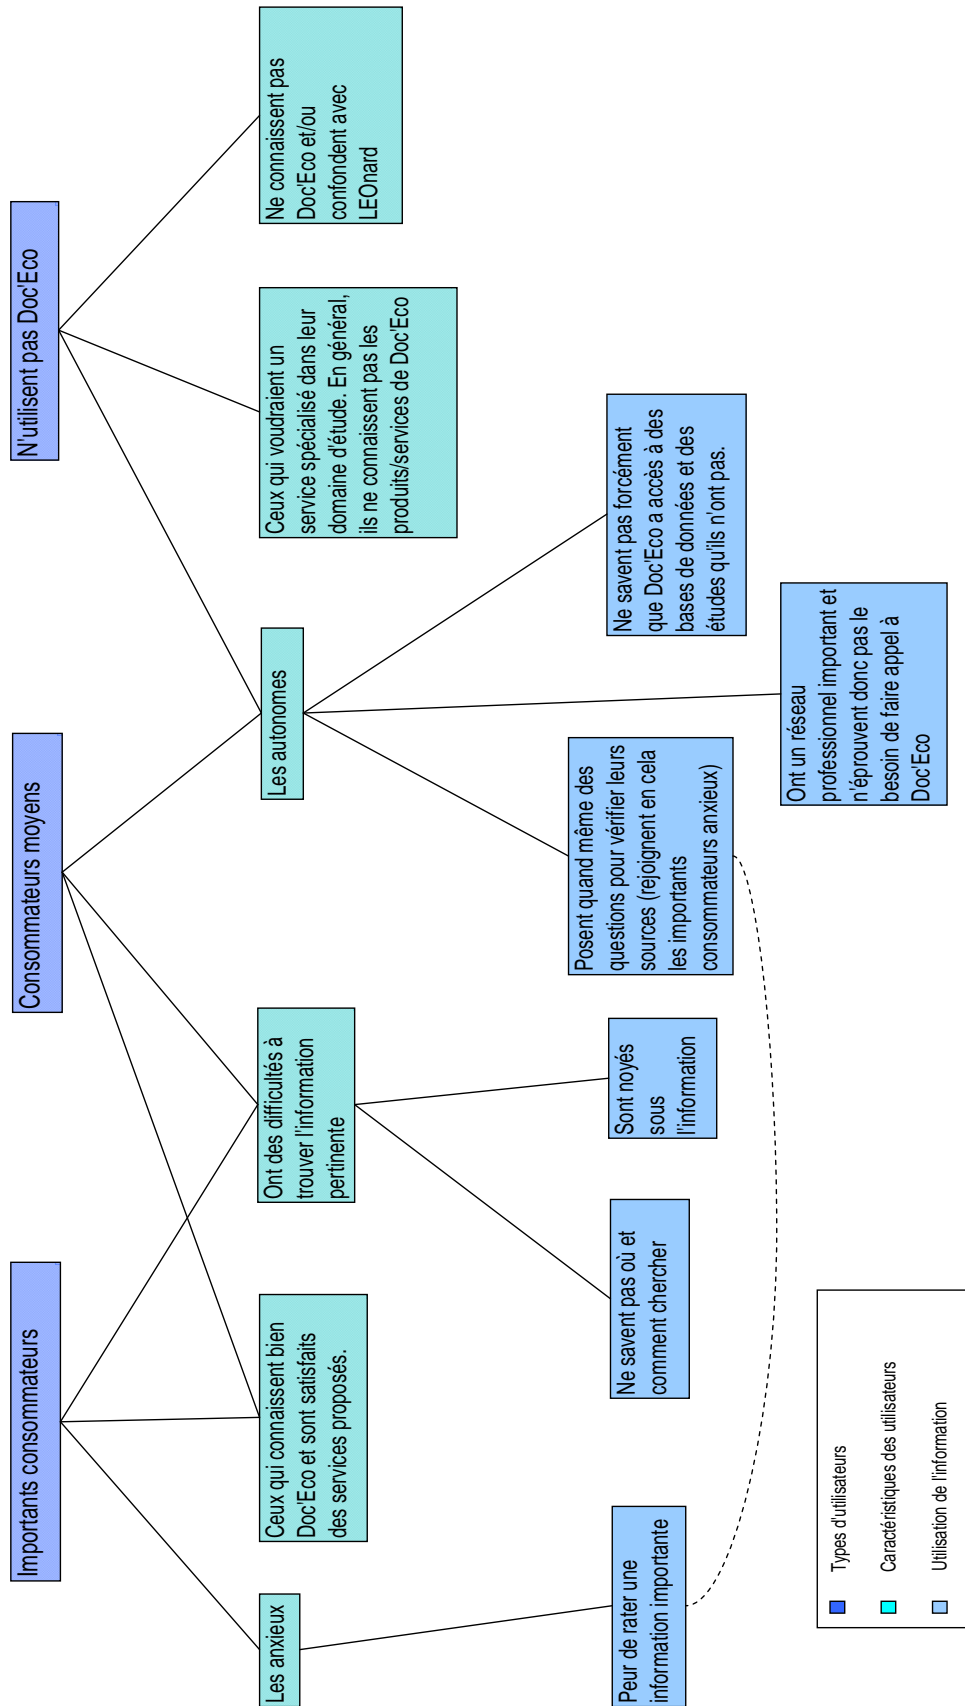 Importants consommateurs
Consommateurs moyens
N'utilisent pas Doc'Eco
Les anxieux
Ceux qui connaissent bien
Doc'Eco et sont satisfaits
des services proposés.
Ont des difficultés à
trouver l'information
pertinente
Les autonomes
Ceux qui voudraient un
service spécialisé dans leur
domaine d'étude. En général,
ils ne connaissent pas les
produits/services de Doc'Eco
Ne connaissent pas
Doc'Eco et/ou
confondent avec
LEOnard
Peur de rater une
information importante
Ne savent pas où et
comment chercher
Sont noyés
sous
l'information
Posent quand même des
questions pour vérifier leurs
sources (rejoignent en cela
les importants
consommateurs anxieux)
Ont un réseau
professionnel important et
n'éprouvent donc pas le
besoin de faire appel à
Doc'Eco
Ne savent pas forcément
que Doc'Eco a accès à des
bases de données et des
études qu'ils n'ont pas.
Types d'utilisateurs
Caractéristiques des utilisateurs
Utilisation de l'information